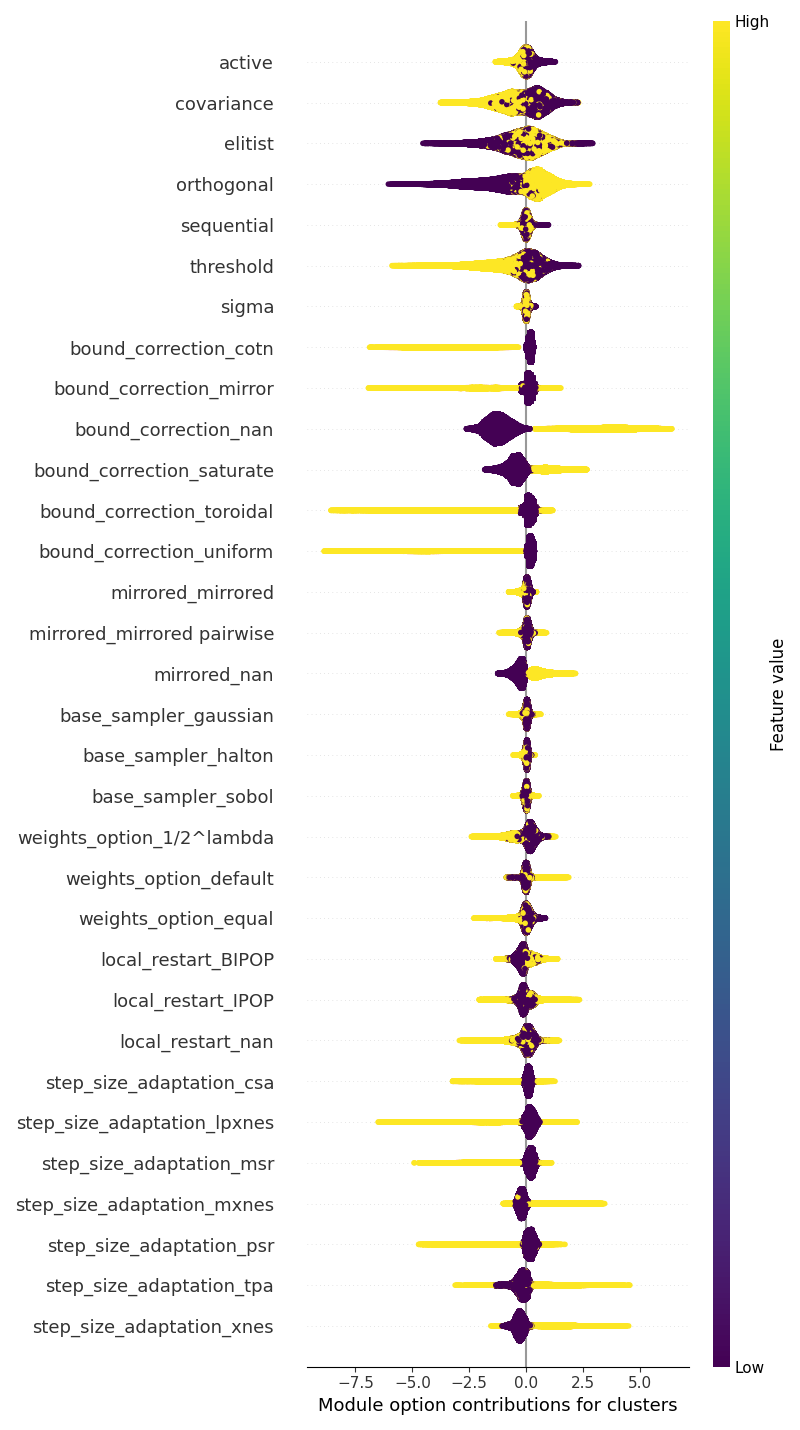 High
active
covariance
elitist
orthogonal
sequential
threshold
sigma
bound_correction_cotn
bound_correction_mirror
bound_correction_nan
bound_correction_saturate
bound_correction_toroidal
bound_correction_uniform
mirrored_mirrored
mirrored_mirrored pairwise
mirrored_nan
base_sampler_gaussian
base_sampler_halton
base_sampler_sobol
weights_option_1/2^lambda
weights_option_default
weights_option_equal
local_restart_BIPOP
local_restart_IPOP
local_restart_nan
step_size_adaptation_csa
step_size_adaptation_lpxnes
step_size_adaptation_msr
step_size_adaptation_mxnes
step_size_adaptation_psr
step_size_adaptation_tpa
step_size_adaptation_xnes
Feature value
Low
−7.5 −5.0 −2.5 0.0 2.5 5.0
Module option contributions for clusters